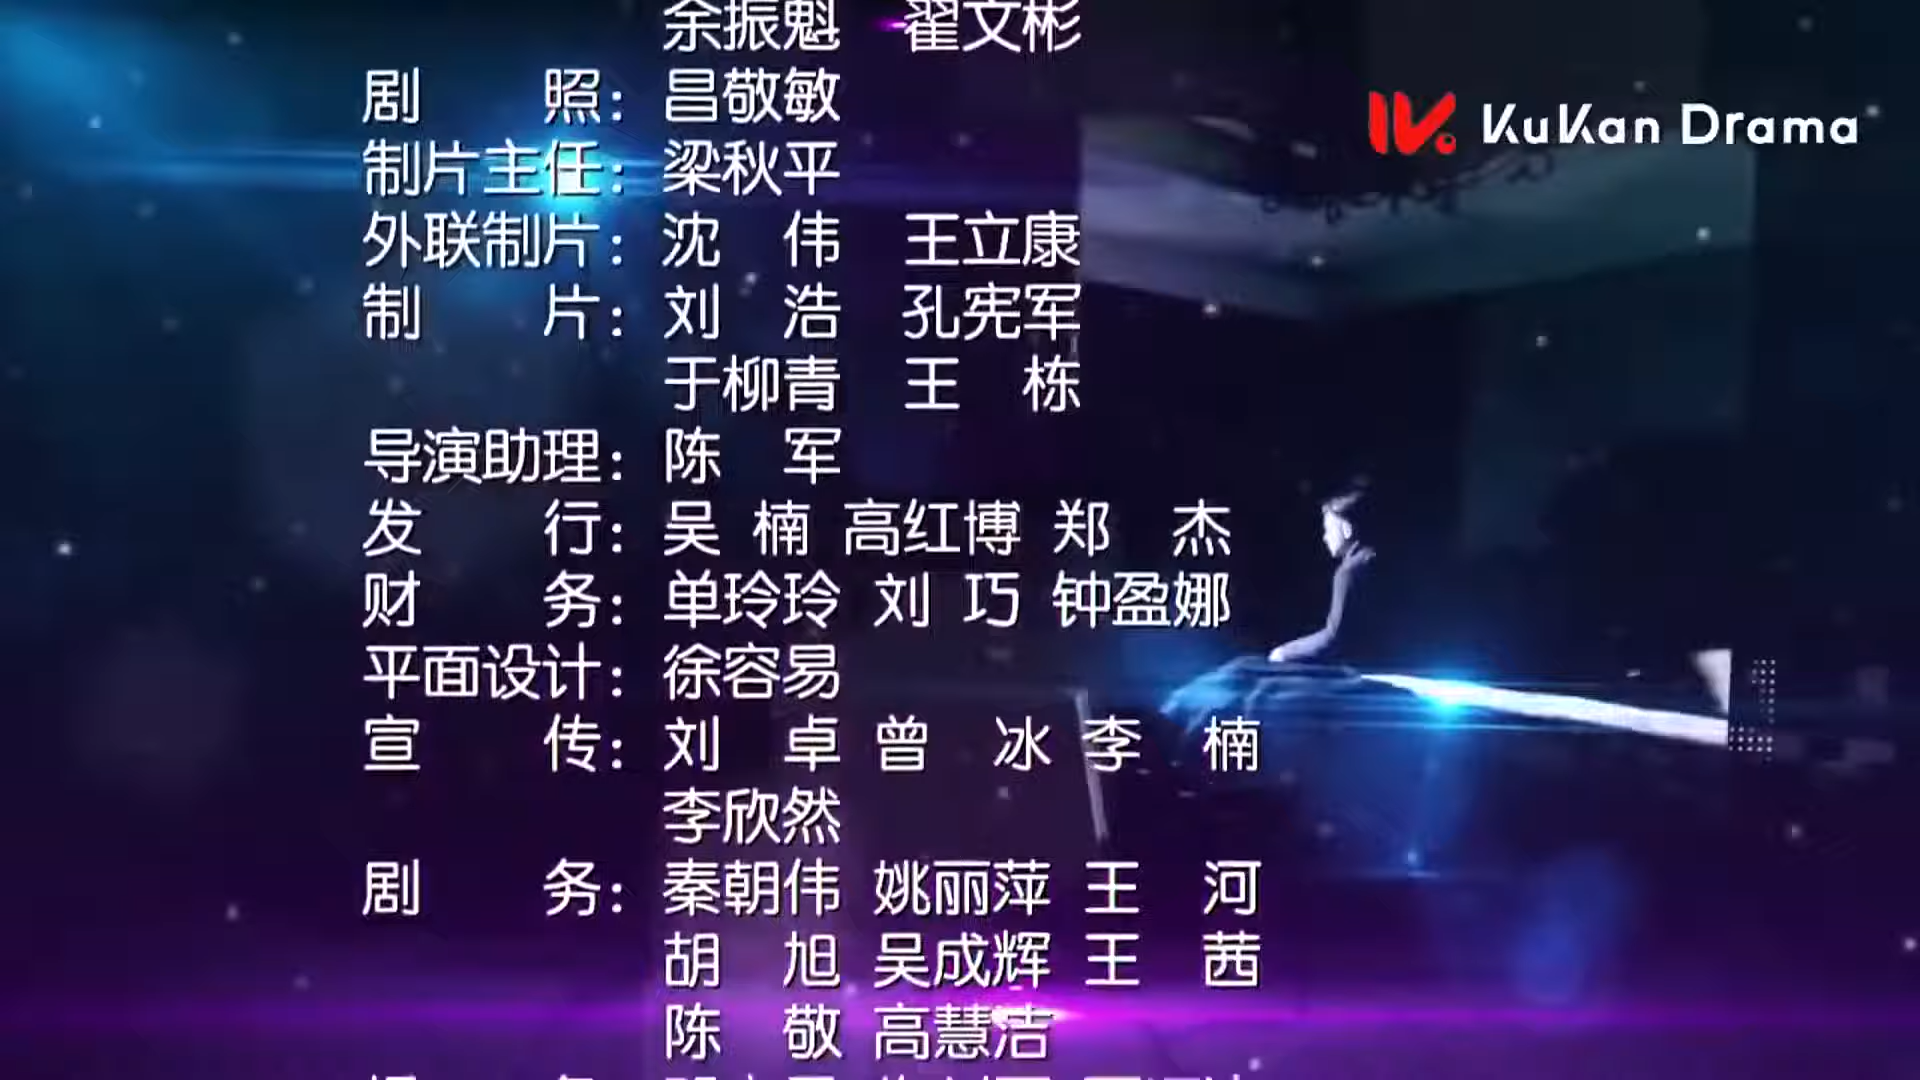 余振魁 翟文彬
剧 照：昌敬敏
KuKan Drama
制片主任：梁秋平
外联制片：沈 伟 王立康
制 片：刘 浩 孔宪军
于柳青 王 栋
导演助理：陈 军
发 行：吴 楠 高红博 郑 杰
财 务：单玲玲 刘 巧 钟盈娜
平面设计：徐容易
宣 传：刘 卓 曾 冰 李 楠
李欣然
剧 务：秦朝伟 姚丽萍 王 河
胡 旭 吴成辉 王 茜
陈 敬 高慧洁